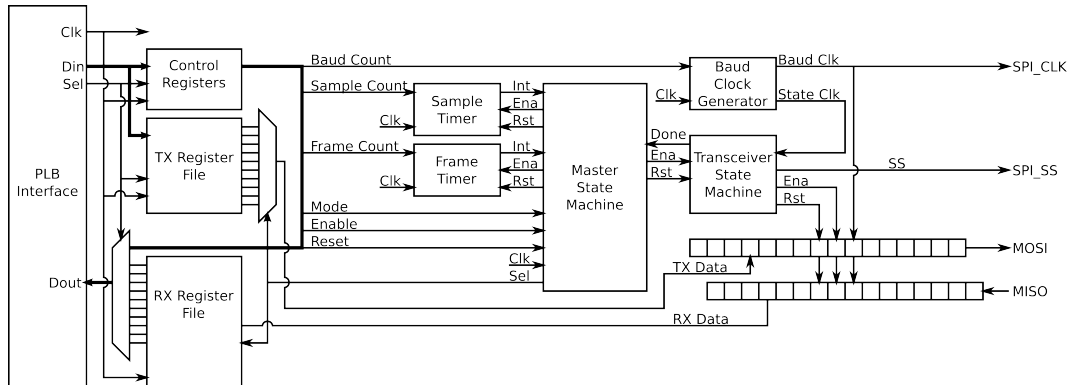 Clk
Din
Sel
PLB
Interface
Dout
Control
Registers
TX Register
File
RX Register
File
Baud Count
Sample Count
Clk
Sample
Timer
Int
Ena
Rst
Frame Count
Clk
Frame
Timer
Int
Ena
Rst
Mode
Enable
Reset
Clk
Sel
Master
State
Machine
Done
Ena
Rst
Clk
Baud
Clock
Generator
Baud Clk
State Clk
Transceiver
State
Machine
Ena
Rst
SS
SPI_CLK
SPI_SS
MOSI
MISO
TX Data
RX Data